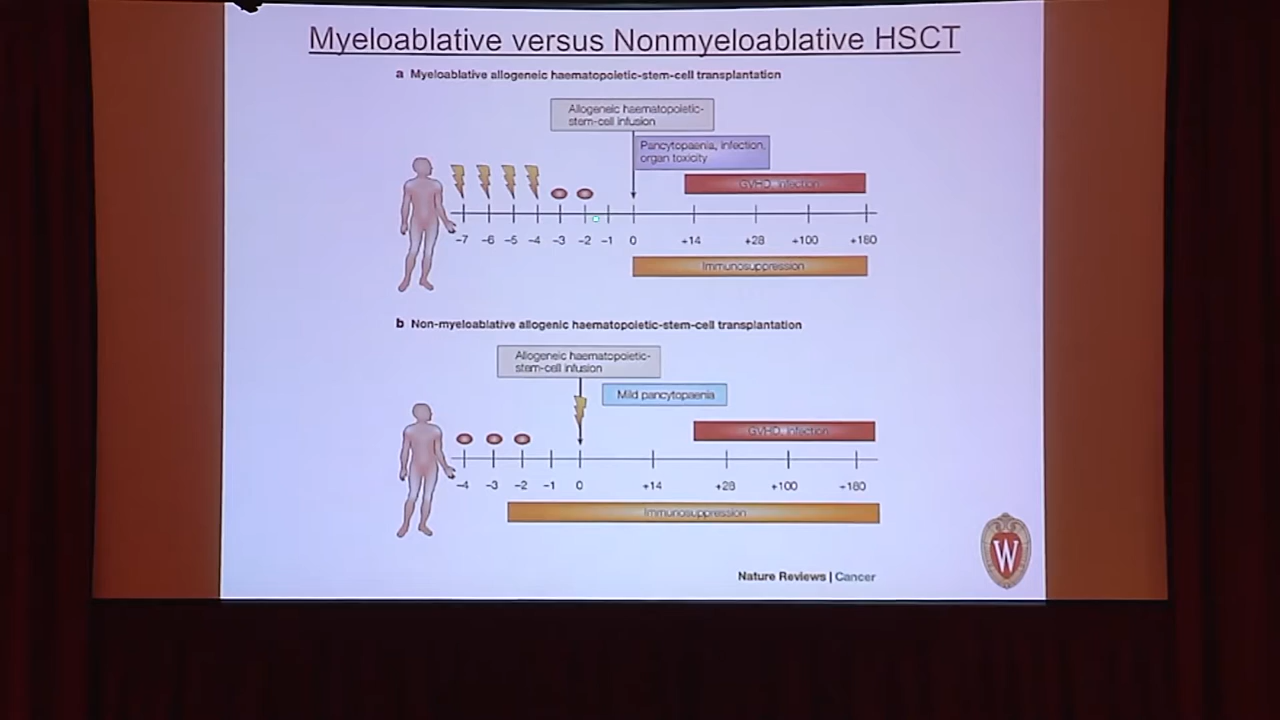 Myeloablative versus Nonmyeloablative HSCT
a Myeloablative allogeneic haematopoietic-stem-cell transplantation
Allogeneic haematopoietic-
stem-cell infusion
Pancytopaenia, infection,
organ toxicity
GVHD, infection
-7 -6 -5 -4 -3 -2 -1 0 +14 +28 +100 +180
Immunosuppression
b Non-myeloablative allogenic haematopoietic-stem-cell transplantation
Allogeneic haematopoietic-
stem-cell infusion
Mild pancytopaenia
GVHD, infection
-4 -3 -2 -1 0 +14 +28 +100 +180
Immunosuppression
Nature Reviews | Cancer
W